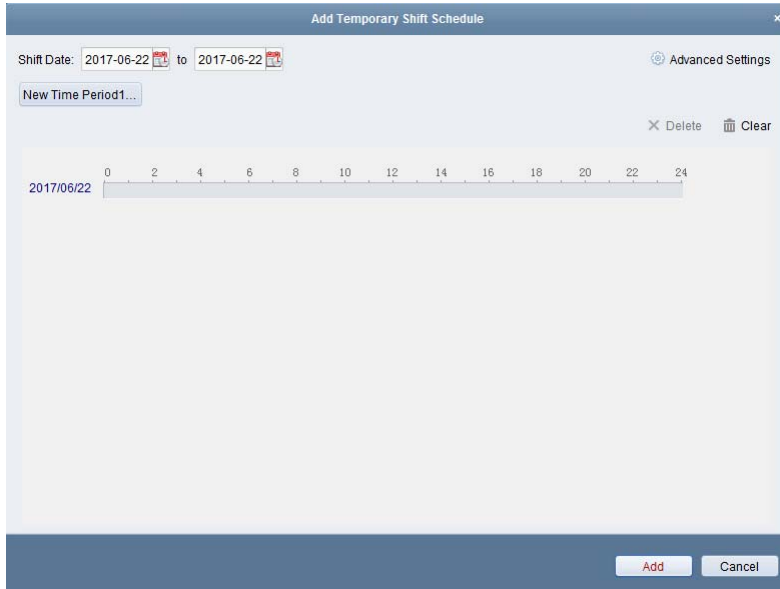 Add Temporary Shift Schedule
Shift Date: 2017-06-22 to 2017-06-22 Advanced Settings
New Time Period1...
Delete Clear
0 2 4 6 8 10 12 14 16 18 20 22 24
2017/06/22
Add Cancel